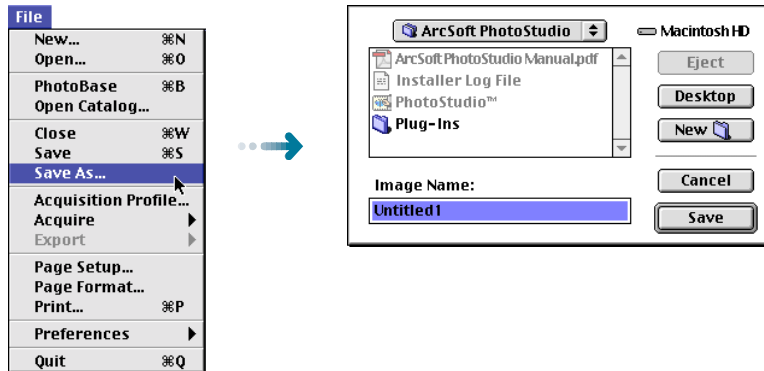 File
New... ⌘N
Open... ⌘O
PhotoBase ⌘B
Open Catalog...
Close ⌘W
Save ⌘S
Save As...
Acquisition Profile...
Acquire
Export
Page Setup...
Page Format...
Print... ⌘P
Preferences
Quit ⌘Q
ArcSoft PhotoStudio
Macintosh HD
ArcSoft PhotoStudio Manual.pdf
Installer Log File
PhotoStudio™
Plug-Ins
Eject
Desktop
New
Image Name:
Untitled1
Cancel
Save